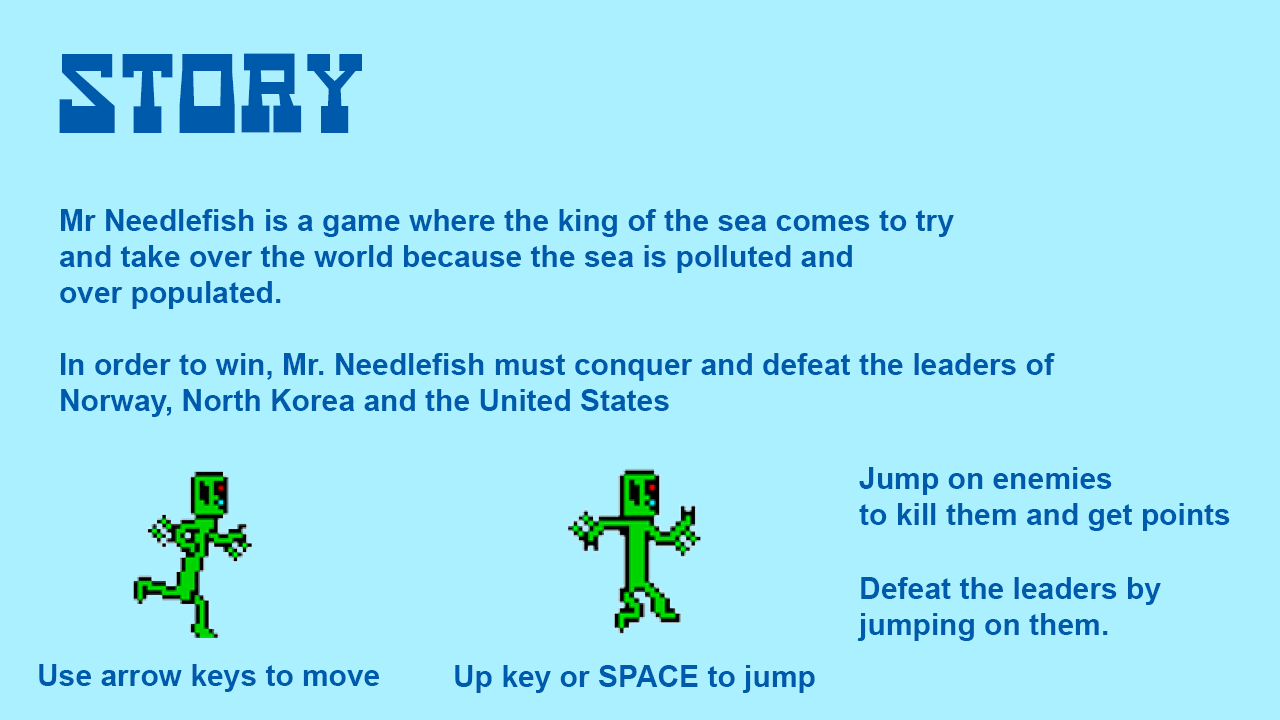 STORY
Mr Needlefish is a game where the king of the sea comes to try
and take over the world because the sea is polluted and
over populated.
In order to win, Mr. Needlefish must conquer and defeat the leaders of
Norway, North Korea and the United States
Jump on enemies
to kill them and get points
Defeat the leaders by
jumping on them.
Use arrow keys to move
Up key or SPACE to jump